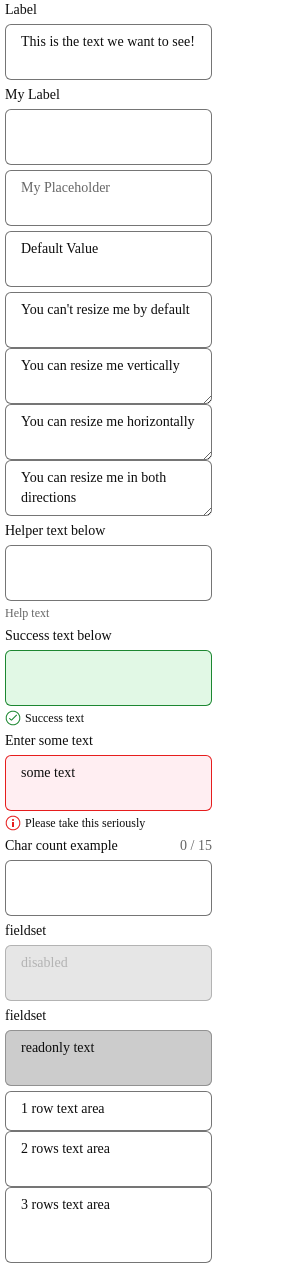 Label
This is the text we want to see!
My Label
My Placeholder
Default Value
You can't resize me by default
You can resize me vertically
You can resize me horizontally
You can resize me in both
directions
Helper text below
Help text
Success text below
Success text
Enter some text
some text
Please take this seriously
Char count example 0 / 15
fieldset
disabled
fieldset
readonly text
1 row text area
2 rows text area
3 rows text area